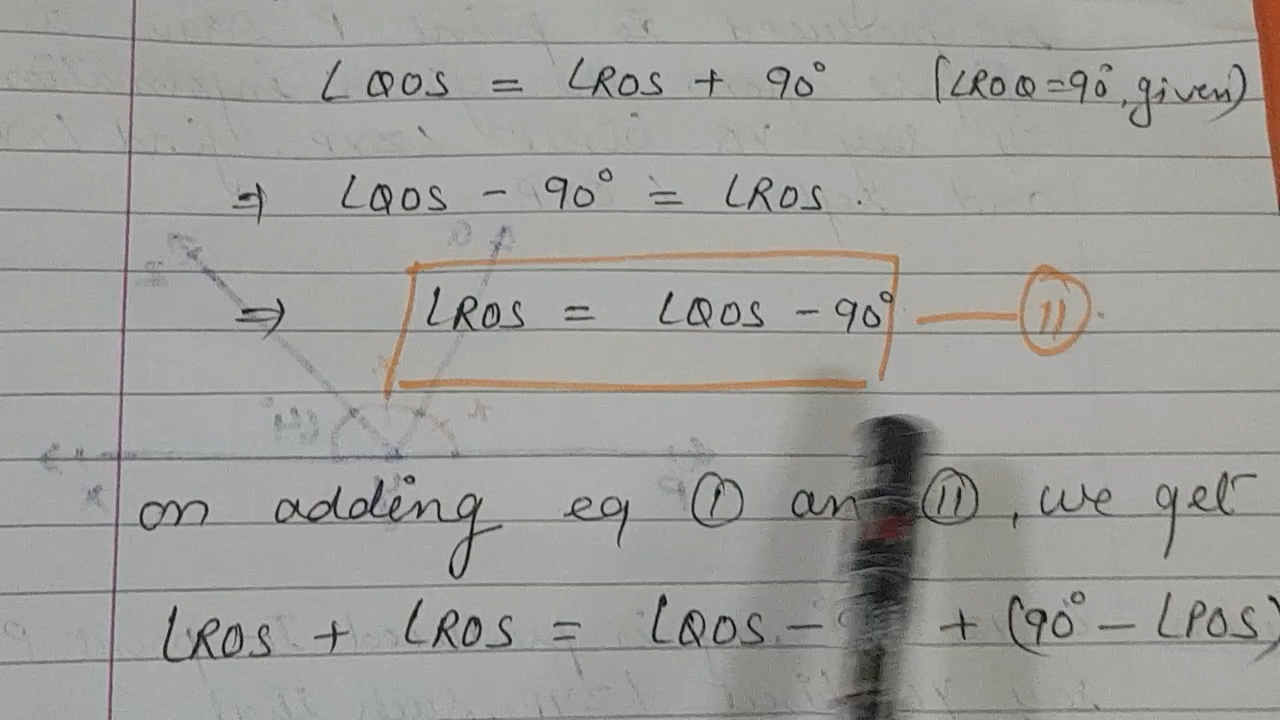 ∠QOS = ∠ROS + 90° (∠ROQ = 90°, given)
⇒ ∠QOS - 90° = ∠ROS.
⇒ ∠ROS = ∠QOS - 90° — II
on adding eq I an II, we get
∠ROS + ∠ROS = ∠QOS - + (90° - ∠POS)